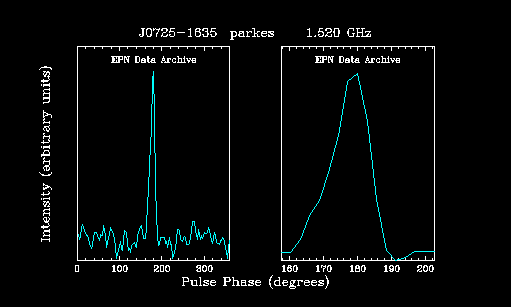 J0725-1635 parkes 1.520 GHz
EPN Data Archive EPN Data Archive
Intensity (arbitrary units)
0 100 200 300 160 170 180 190 200
Pulse Phase (degrees)